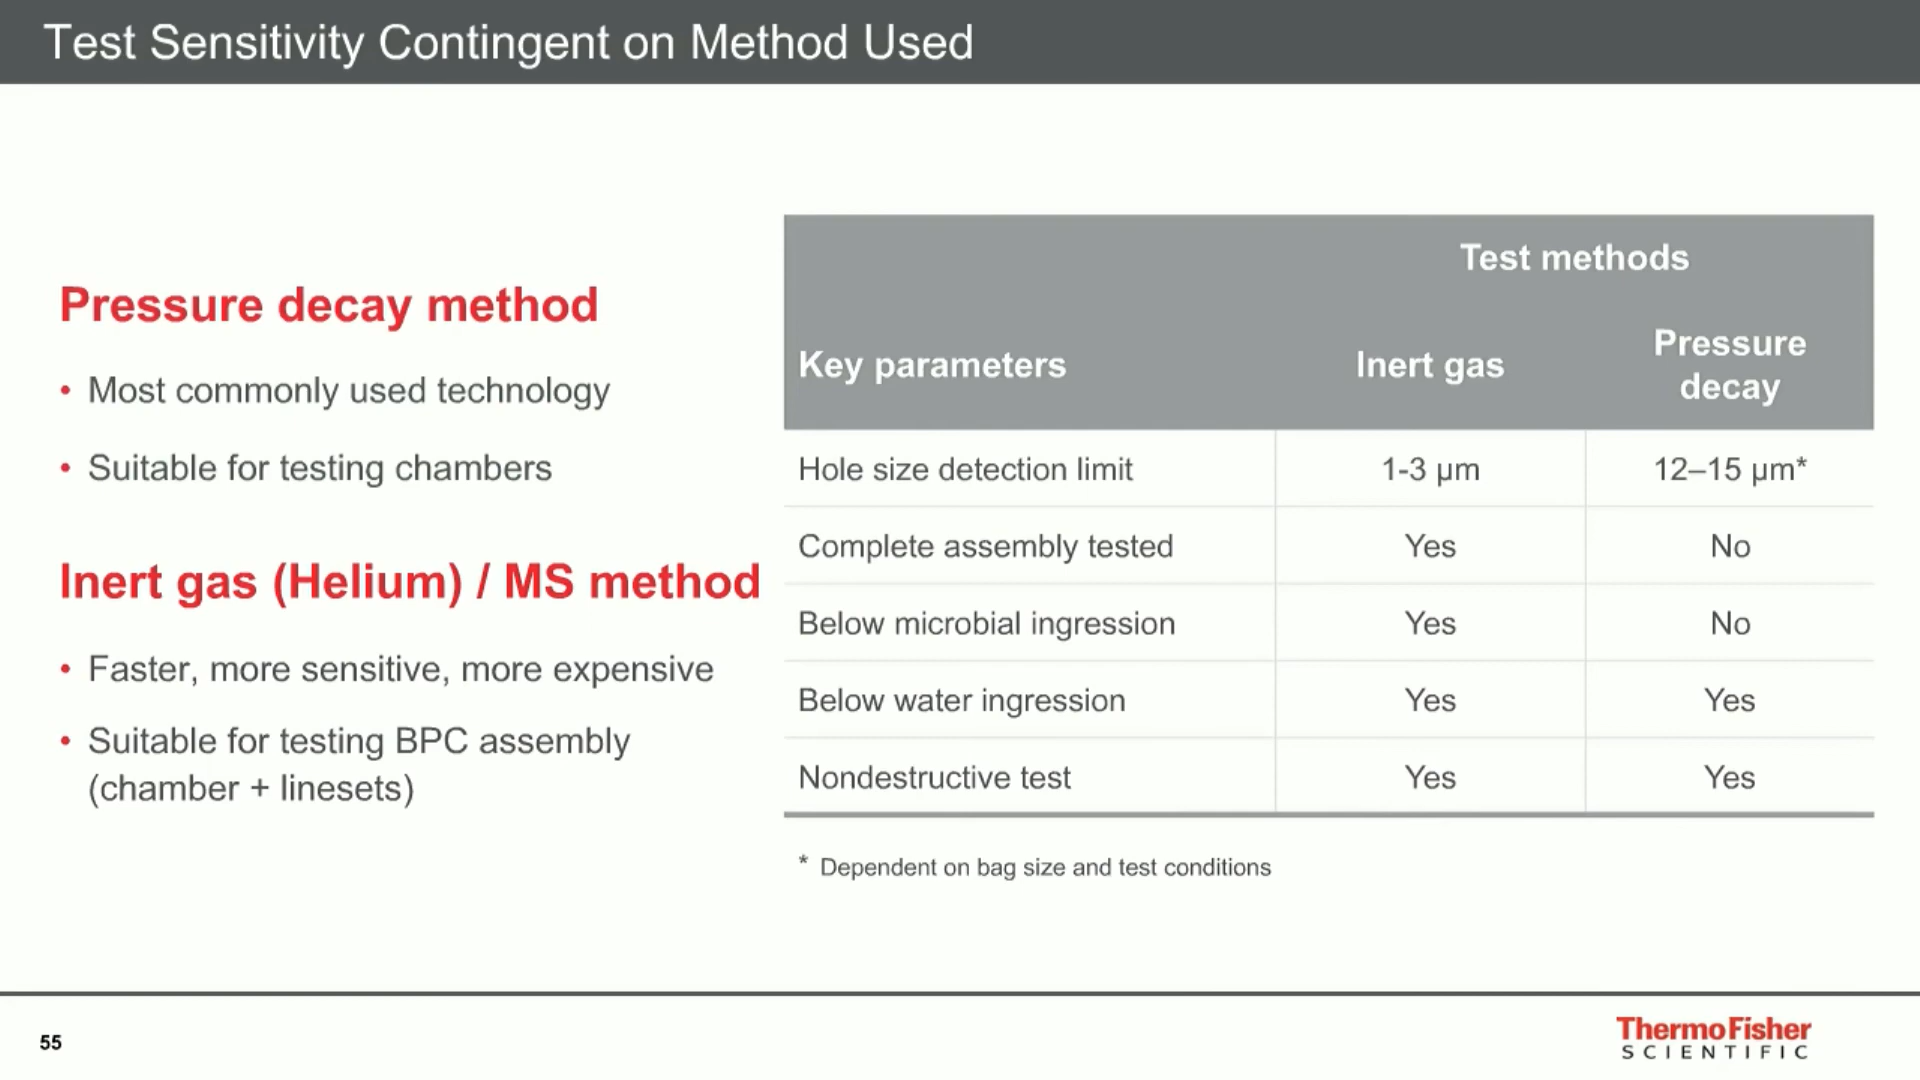 Test Sensitivity Contingent on Method Used
Pressure decay method
• Most commonly used technology
• Suitable for testing chambers
Inert gas (Helium) / MS method
• Faster, more sensitive, more expensive
• Suitable for testing BPC assembly
(chamber + linesets)
Test methods
Key parameters Inert gas Pressure decay
Hole size detection limit 1-3 µm 12–15 µm*
Complete assembly tested Yes No
Below microbial ingression Yes No
Below water ingression Yes Yes
Nondestructive test Yes Yes
* Dependent on bag size and test conditions
55
ThermoFisher
SCIENTIFIC